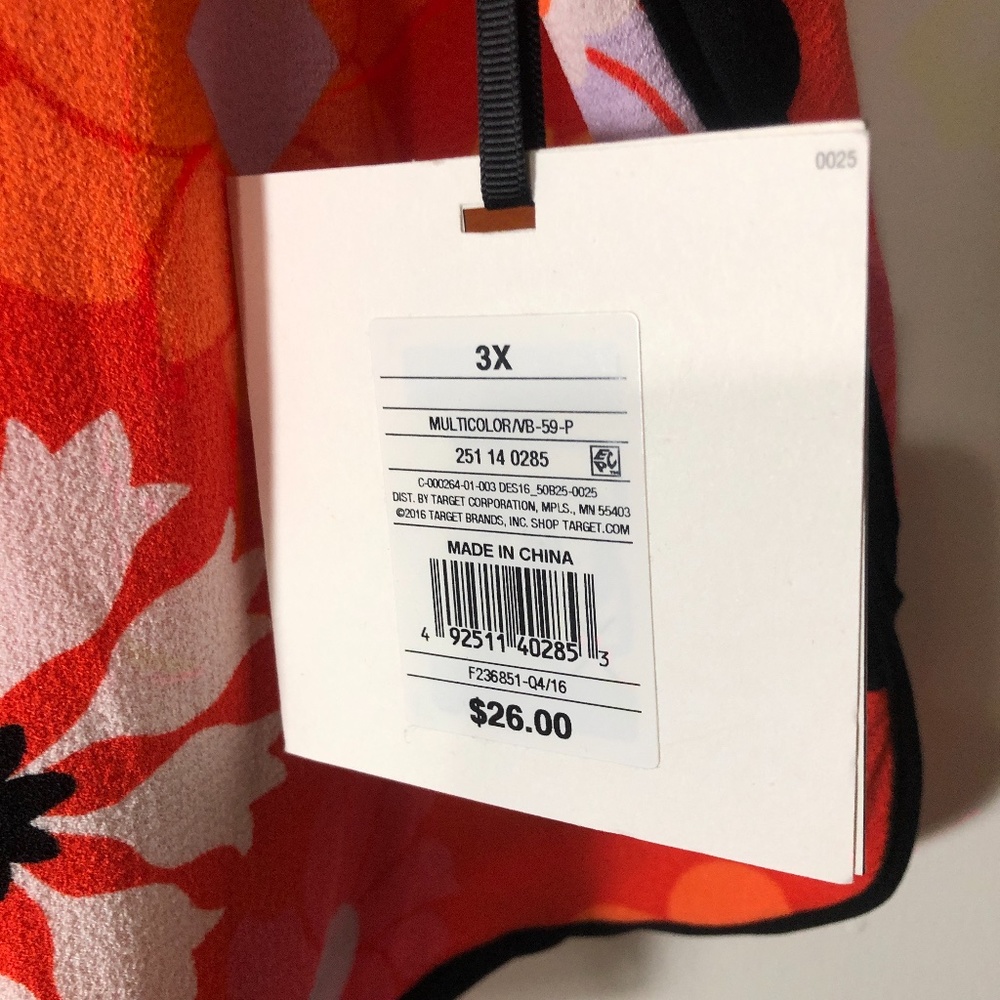 0025
3X
MULTICOLOR/VB-59-P
251 14 0285
EPC
C-000264-01-003 DES16_50B25-0025
DIST. BY TARGET CORPORATION, MPLS., MN 55403
©2016 TARGET BRANDS, INC. SHOP TARGET.COM
MADE IN CHINA
4 92511 40285 3
F236851-Q4/16
$26.00